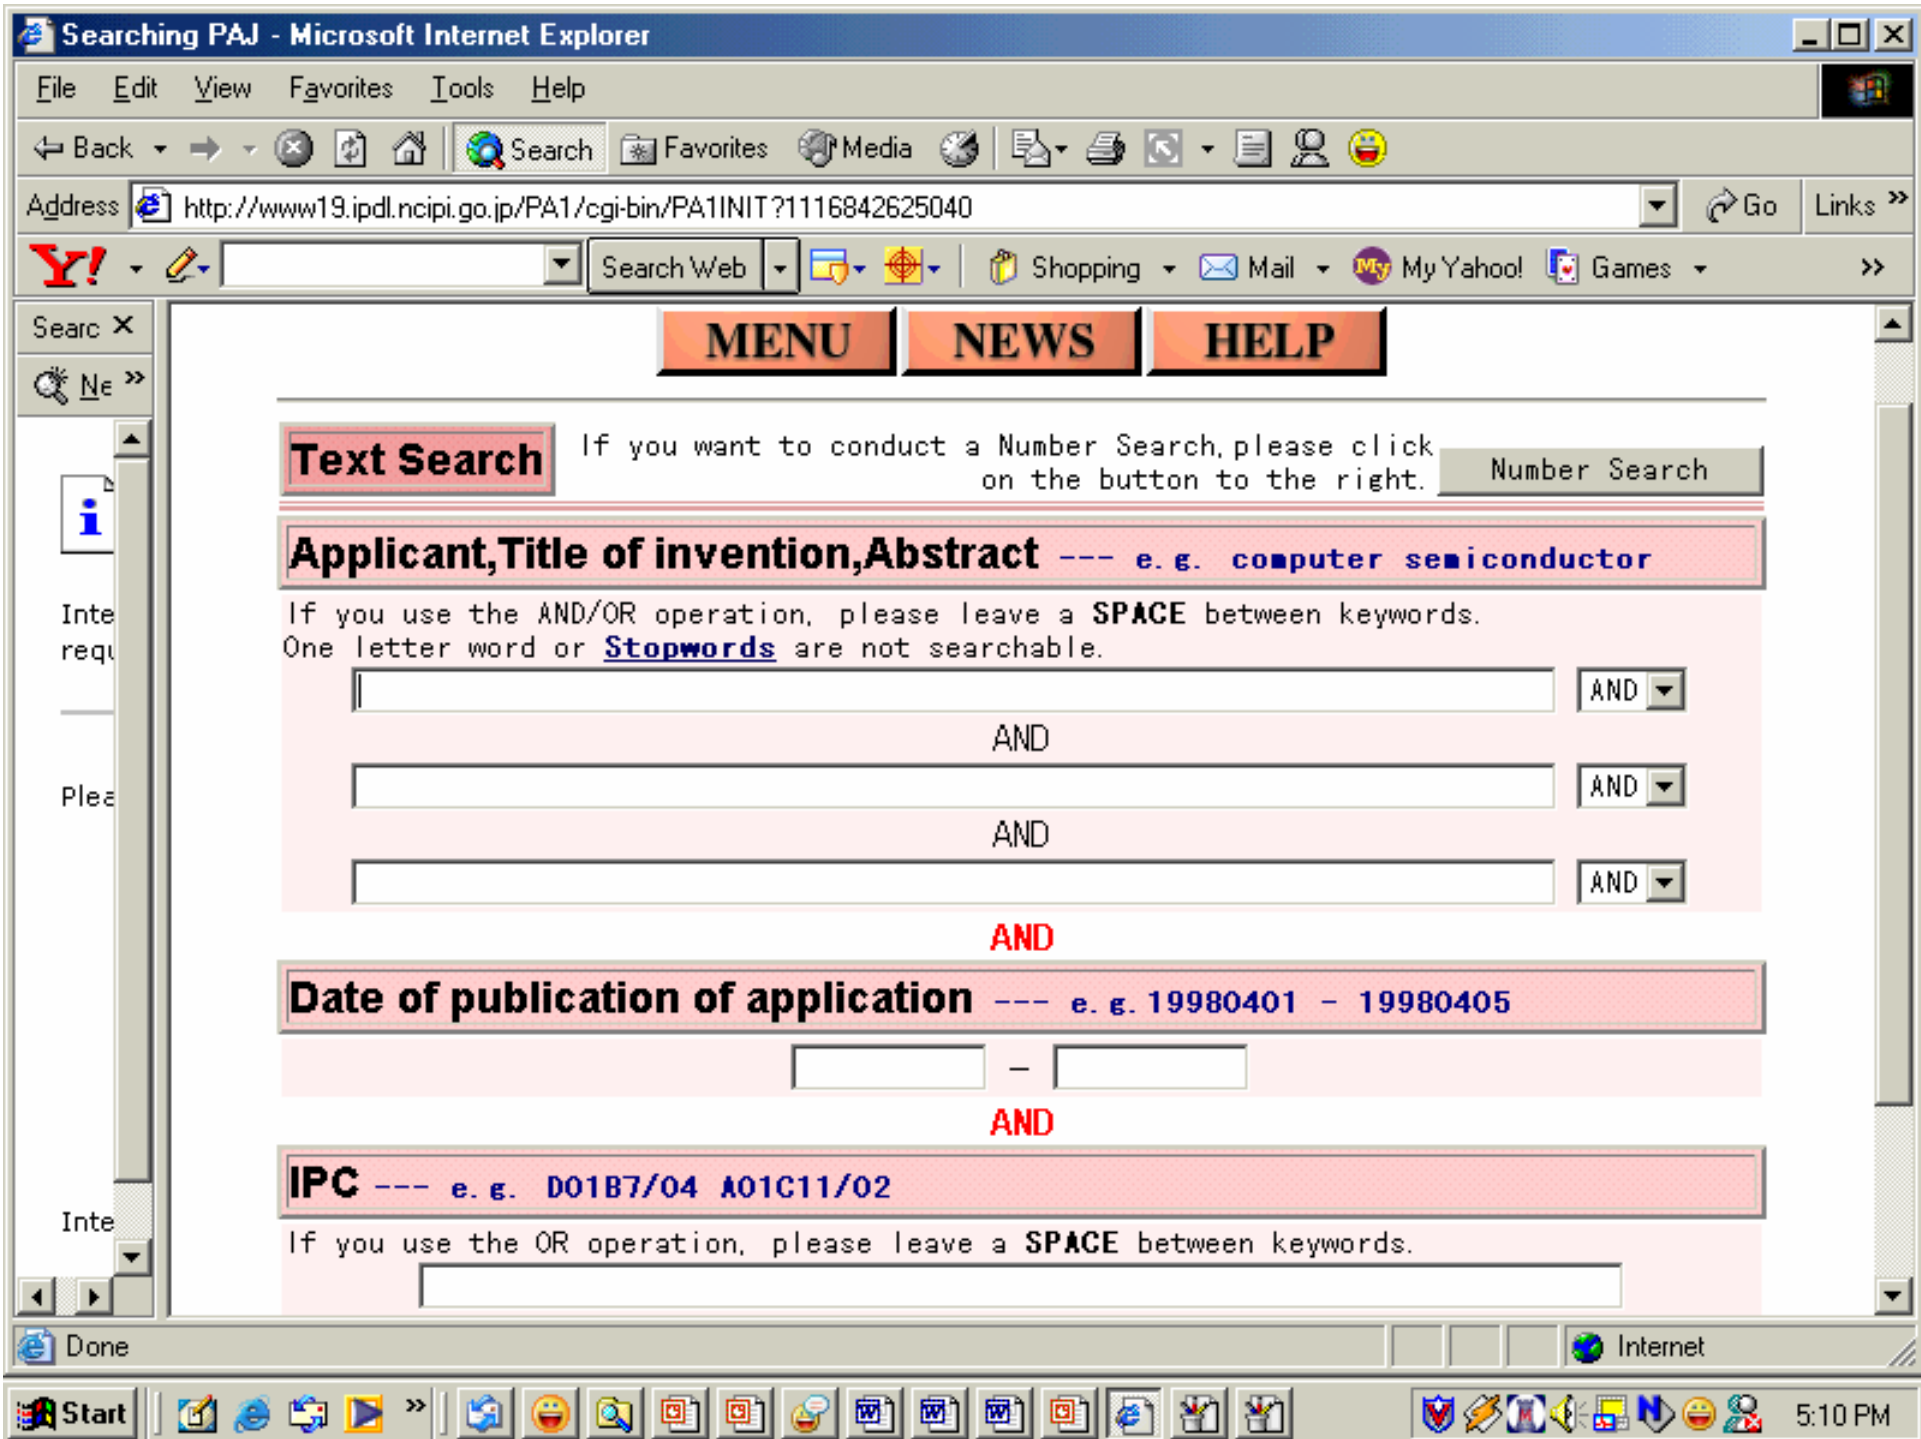 Searching PAJ - Microsoft Internet Explorer
File Edit View Favorites Tools Help
Back Search Favorites Media
Address http://www19.ipdl.ncipi.go.jp/PA1/cgi-bin/PA1INIT?1116842625040 Go Links »
Y! Search Web Shopping Mail My My Yahoo! Games »
Searc ×
Ne »
MENU NEWS HELP
Text Search If you want to conduct a Number Search, please click
on the button to the right. Number Search
Applicant,Title of invention,Abstract --- e.g. computer semiconductor
Inte
requ
If you use the AND/OR operation, please leave a SPACE between keywords.
One letter word or Stopwords are not searchable.
AND
AND
Plea
AND
AND
AND
AND
Date of publication of application --- e.g.19980401 - 19980405
–
AND
IPC --- e.g. D01B7/04 A01C11/02
Inte
If you use the OR operation, please leave a SPACE between keywords.
Done Internet
Start » 5:10 PM